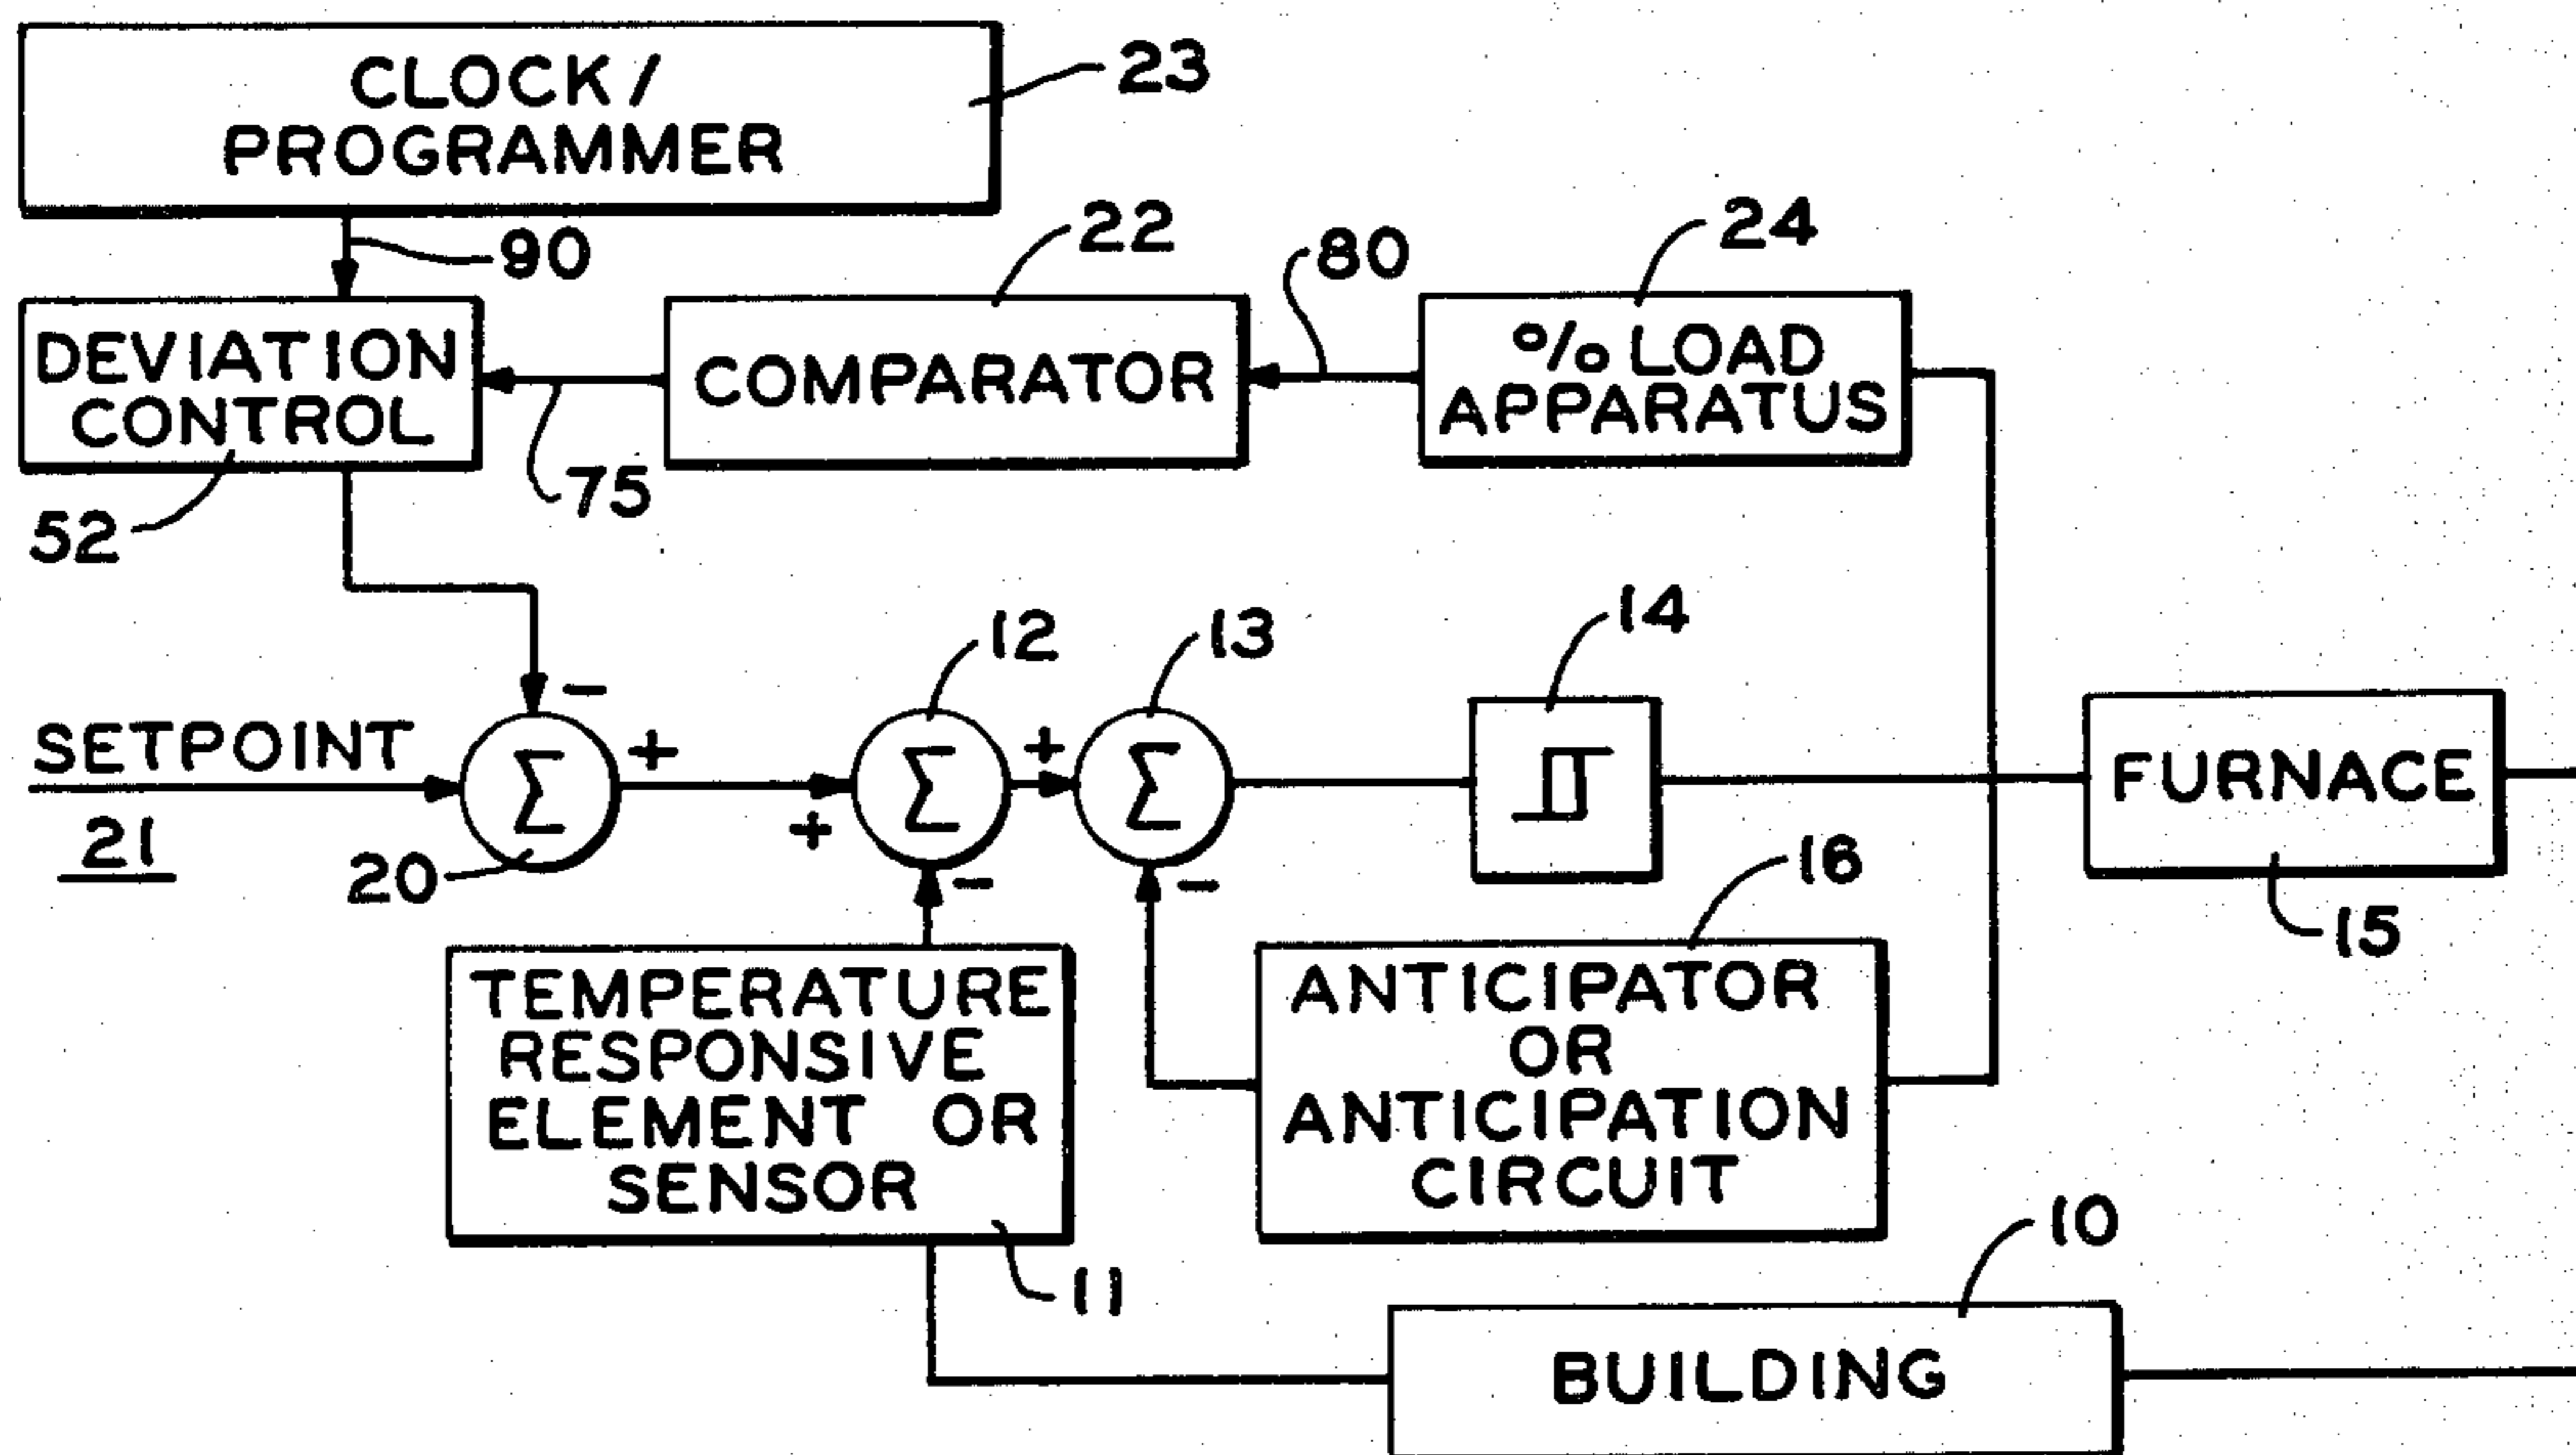 CLOCK/
PROGRAMMER
23
90
22
80
24
DEVIATION
CONTROL
COMPARATOR
% LOAD
APPARATUS
52
75
12
13
14
SETPOINT
21
-
Σ
+
20
+
Σ
-
+
Σ
-
FURNACE
15
16
TEMPERATURE
RESPONSIVE
ELEMENT OR
SENSOR
11
ANTICIPATOR
OR
ANTICIPATION
CIRCUIT
10
BUILDING